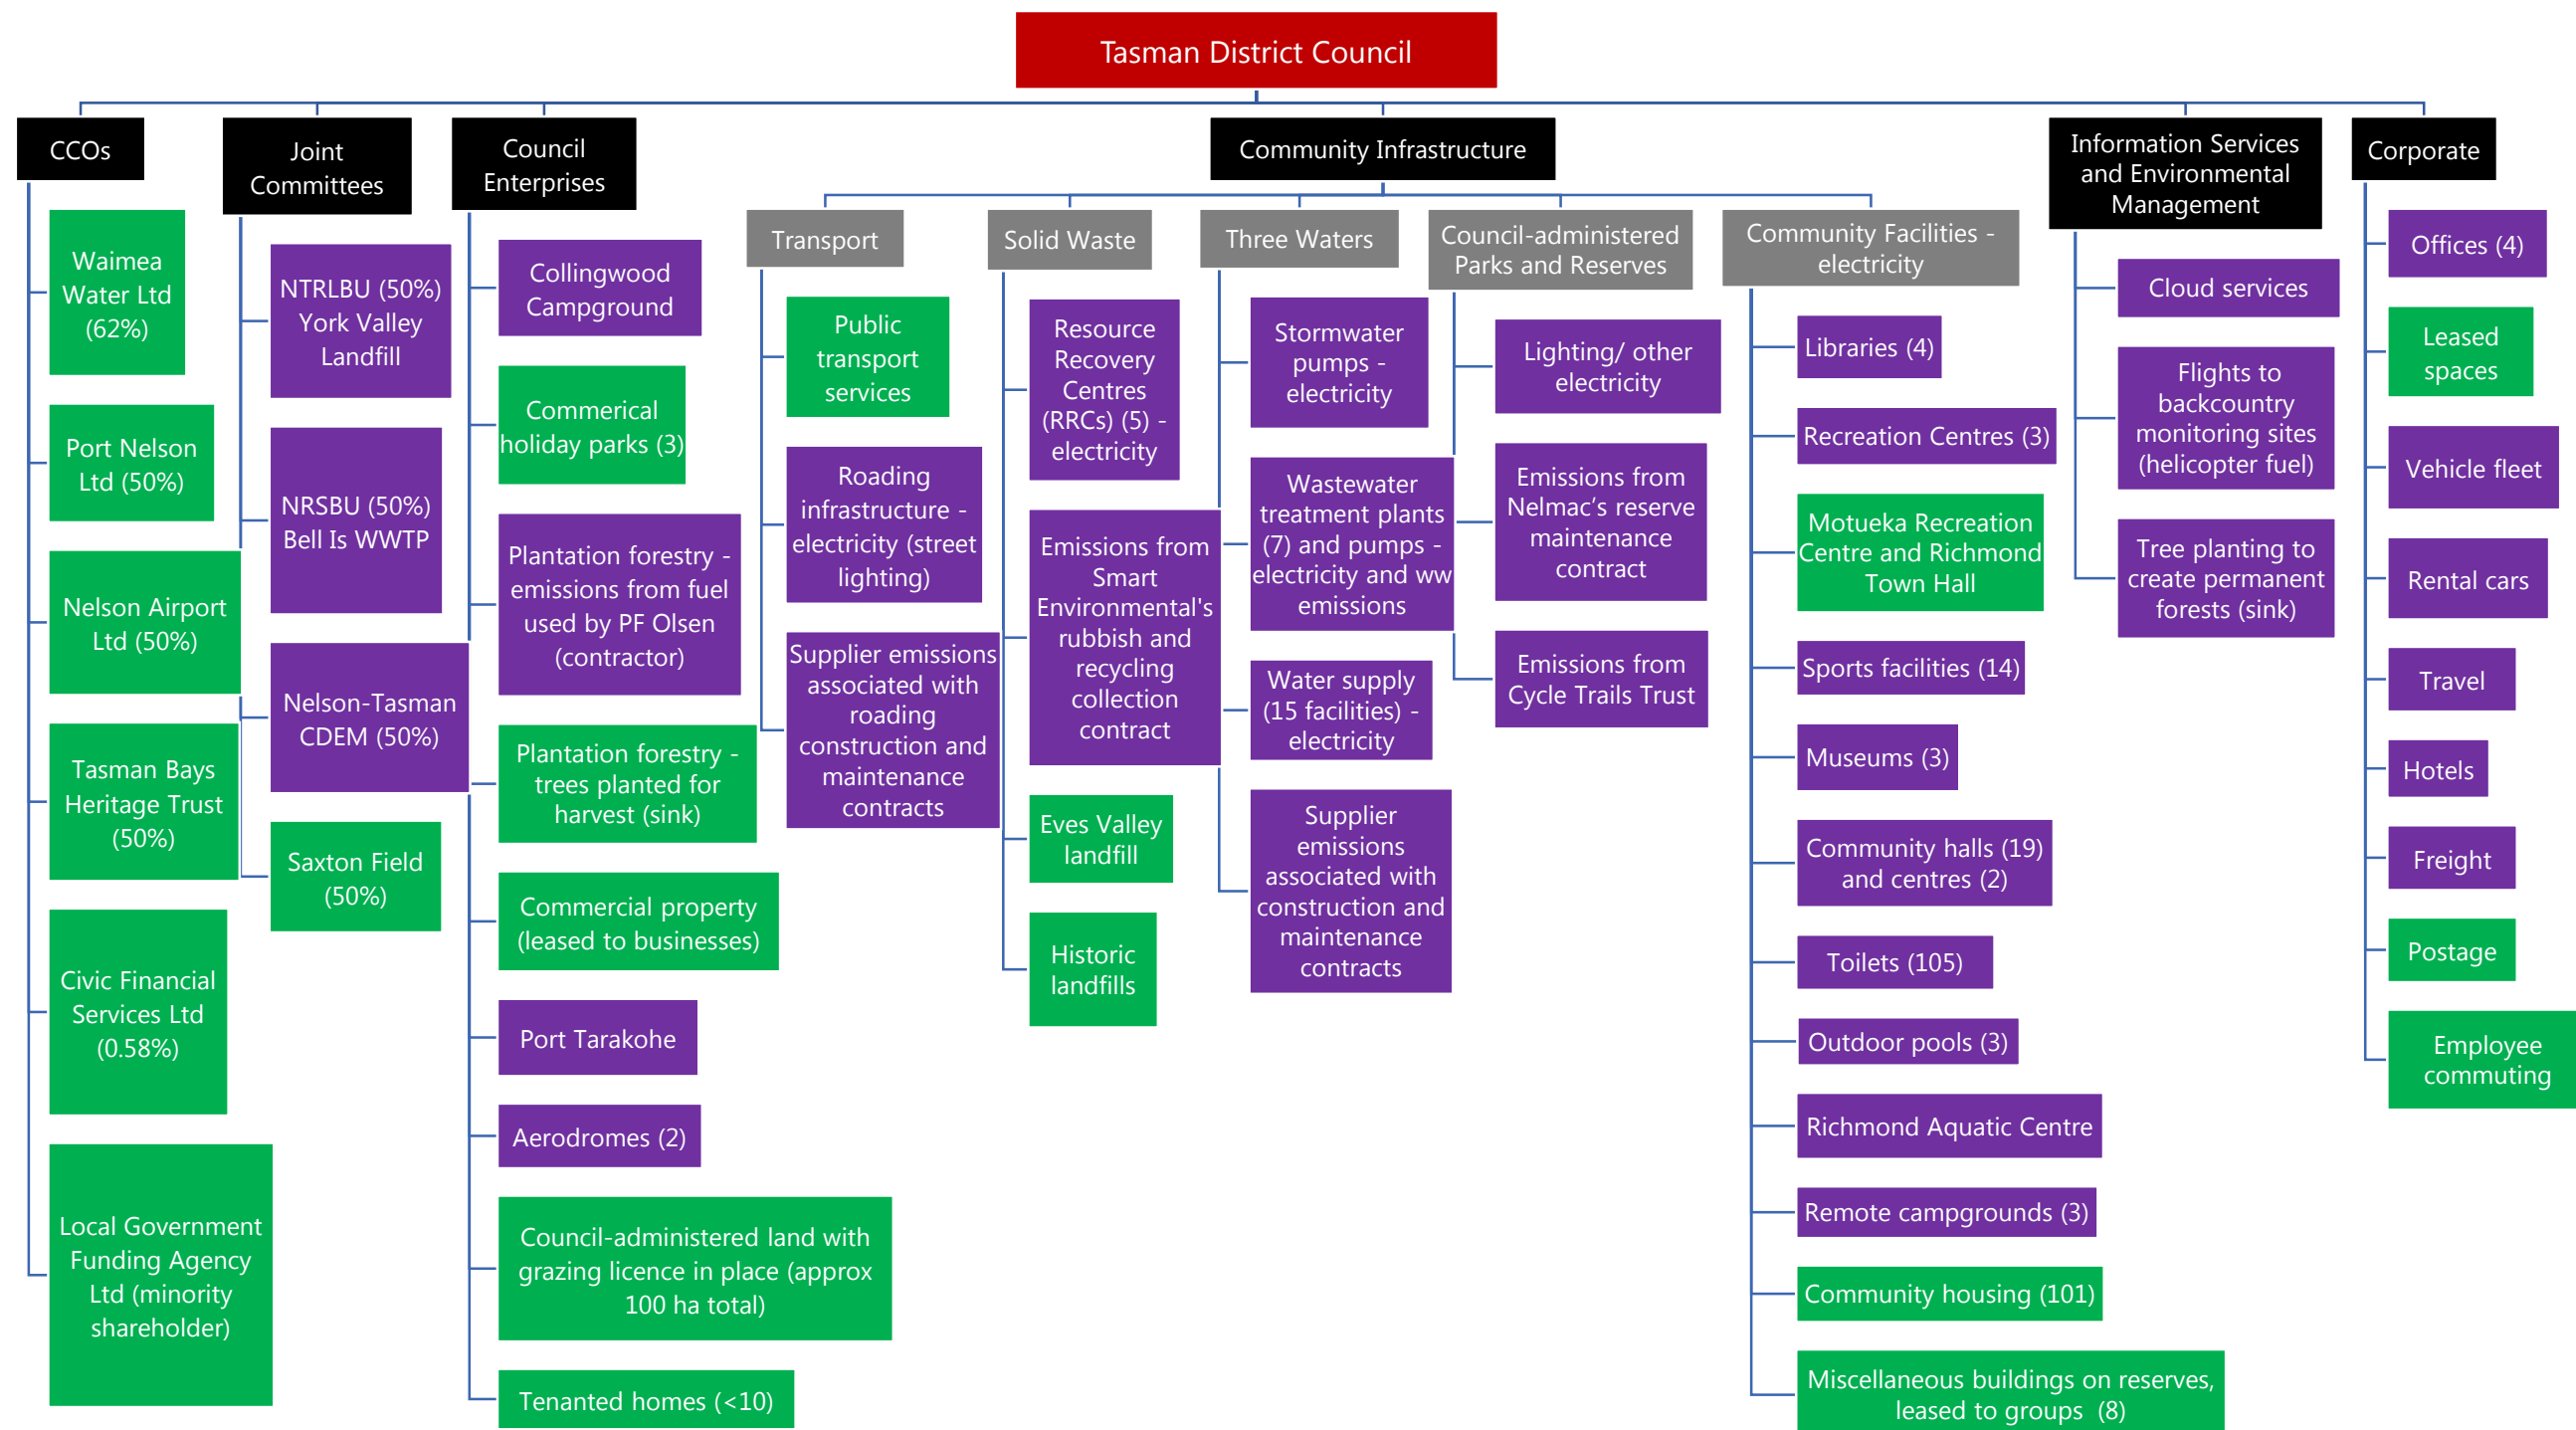 Tasman District Council
CCOs
Waimea
Water Ltd
(62%)
Port Nelson
Ltd (50%)
Nelson Airport
Ltd (50%)
Tasman Bays
Heritage Trust
(50%)
Civic Financial
Services Ltd
(0.58%)
Local Government
Funding Agency
Ltd (minority
shareholder)
Joint
Committees
NTRLBU (50%)
York Valley
Landfill
NRSBU (50%)
Bell Is WWTP
Nelson-Tasman
CDEM (50%)
Saxton Field
(50%)
Council
Enterprises
Collingwood
Campground
Commerical
holiday parks (3)
Plantation forestry -
emissions from fuel
used by PF Olsen
(contractor)
Plantation forestry -
trees planted for
harvest (sink)
Commercial property
(leased to businesses)
Port Tarakohe
Aerodromes (2)
Council-administered land with
grazing licence in place (approx
100 ha total)
Tenanted homes (<10)
Community Infrastructure
Transport
Public
transport
services
Roading
infrastructure -
electricity (street
lighting)
Supplier emissions
associated with
roading
construction and
maintenance
contracts
Solid Waste
Resource
Recovery
Centres
(RRCs) (5) -
electricity
Emissions from
Smart
Environmental's
rubbish and
recycling
collection
contract
Eves Valley
landfill
Historic
landfills
Three Waters
Stormwater
pumps -
electricity
Wastewater
treatment plants
(7) and pumps -
electricity and ww
emissions
Water supply
(15 facilities) -
electricity
Supplier
emissions
associated with
construction and
maintenance
contracts
Council-administered
Parks and Reserves
Lighting/ other
electricity
Emissions from
Nelmac’s reserve
maintenance
contract
Emissions from
Cycle Trails Trust
Community Facilities -
electricity
Libraries (4)
Recreation Centres (3)
Motueka Recreation
Centre and Richmond
Town Hall
Sports facilities (14)
Museums (3)
Community halls (19)
and centres (2)
Toilets (105)
Outdoor pools (3)
Richmond Aquatic Centre
Remote campgrounds (3)
Community housing (101)
Miscellaneous buildings on reserves,
leased to groups  (8)
Information Services
and Environmental
Management
Cloud services
Flights to
backcountry
monitoring sites
(helicopter fuel)
Tree planting to
create permanent
forests (sink)
Corporate
Offices (4)
Leased
spaces
Vehicle fleet
Rental cars
Travel
Hotels
Freight
Postage
Employee
commuting